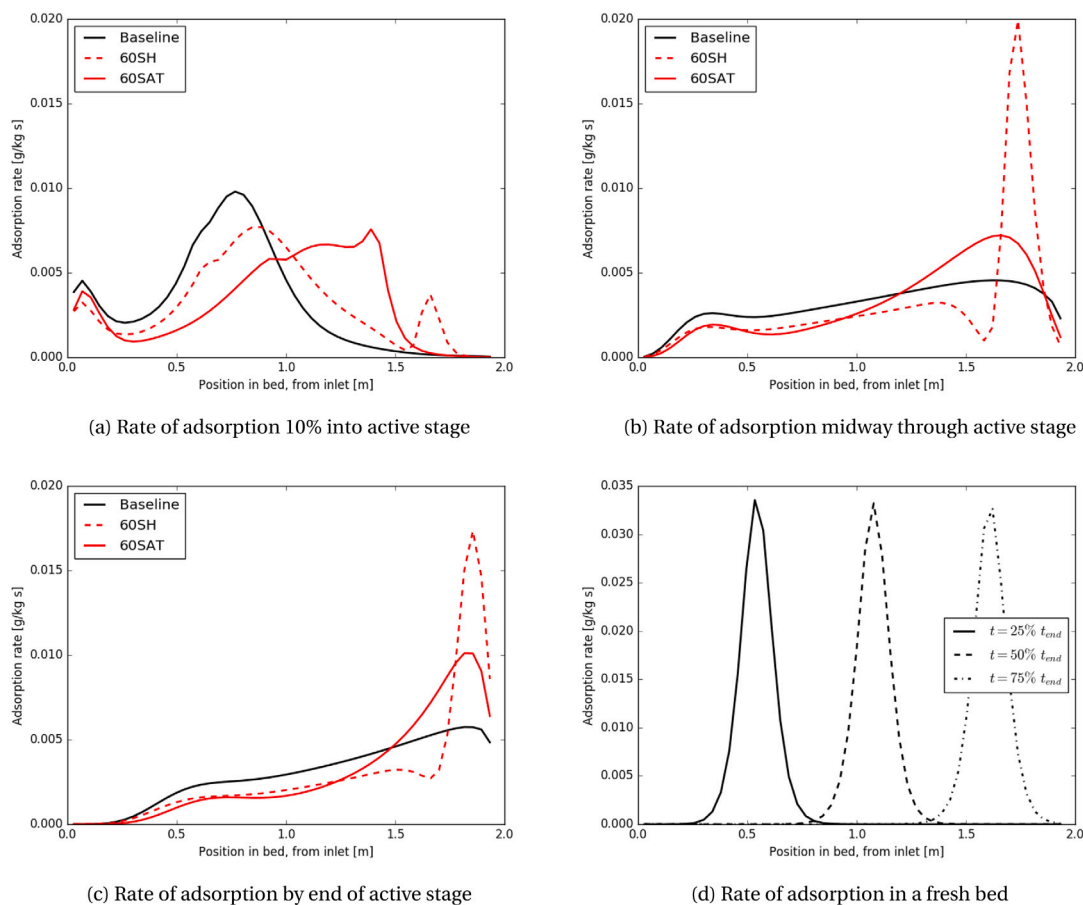 0.020
0.015
0.010
0.005
0.000
Adsorption rate [g/kg s]
Baseline
60SH
60SAT
0.0 0.5 1.0 1.5 2.0
Position in bed, from inlet [m]
(a) Rate of adsorption 10% into active stage
0.020
0.015
0.010
0.005
0.000
Adsorption rate [g/kg s]
Baseline
60SH
60SAT
0.0 0.5 1.0 1.5 2.0
Position in bed, from inlet [m]
(b) Rate of adsorption midway through active stage
0.020
0.015
0.010
0.005
0.000
Adsorption rate [g/kg s]
Baseline
60SH
60SAT
0.0 0.5 1.0 1.5 2.0
Position in bed, from inlet [m]
(c) Rate of adsorption by end of active stage
0.035
0.030
0.025
0.020
0.015
0.010
0.005
0.000
Adsorption rate [g/kg s]
t = 25% t_end
t = 50% t_end
t = 75% t_end
0.0 0.5 1.0 1.5 2.0
Position in bed, from inlet [m]
(d) Rate of adsorption in a fresh bed